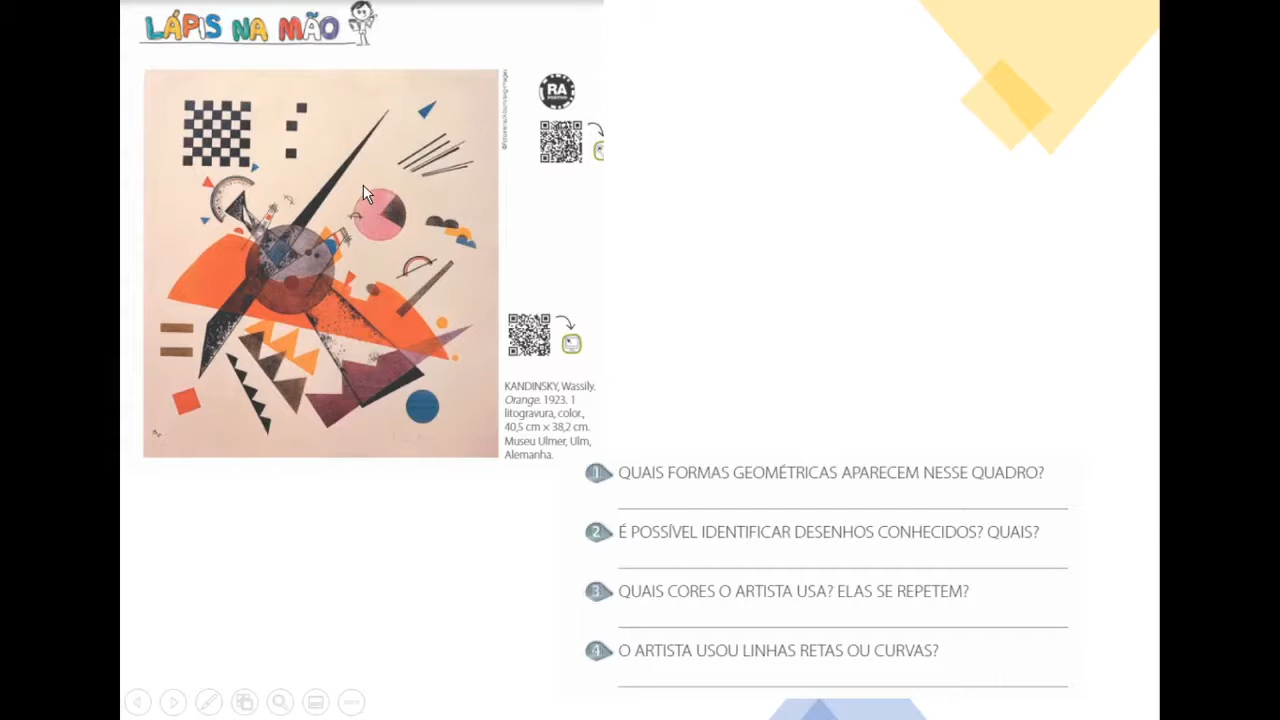 LÁPIS NA MÃO
RA
KANDINSKY, Wassily.
Orange. 1923. 1
litogravura, color.,
40,5 cm × 38,2 cm.
Museu Ulmer, Ulm,
Alemanha.
1 QUAIS FORMAS GEOMÉTRICAS APARECEM NESSE QUADRO?
2 É POSSÍVEL IDENTIFICAR DESENHOS CONHECIDOS? QUAIS?
3 QUAIS CORES O ARTISTA USA? ELAS SE REPETEM?
4 O ARTISTA USOU LINHAS RETAS OU CURVAS?